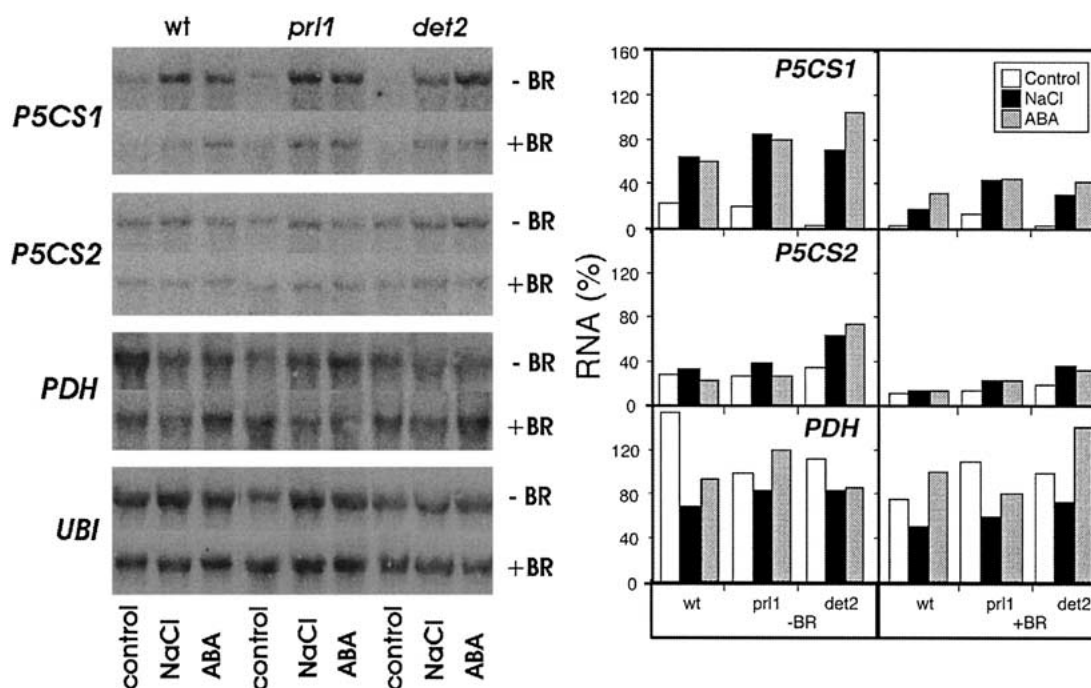 wt prl1 det2
P5CS1
- BR
+BR
P5CS2
- BR
+BR
PDH
- BR
+BR
UBI
- BR
+BR
control NaCl ABA control NaCl ABA control NaCl ABA
RNA (%)
160
120
80
40
0
P5CS1
Control
NaCl
ABA
120
80
40
0
P5CS2
120
80
40
0
PDH
wt prl1 det2 wt prl1 det2
-BR +BR